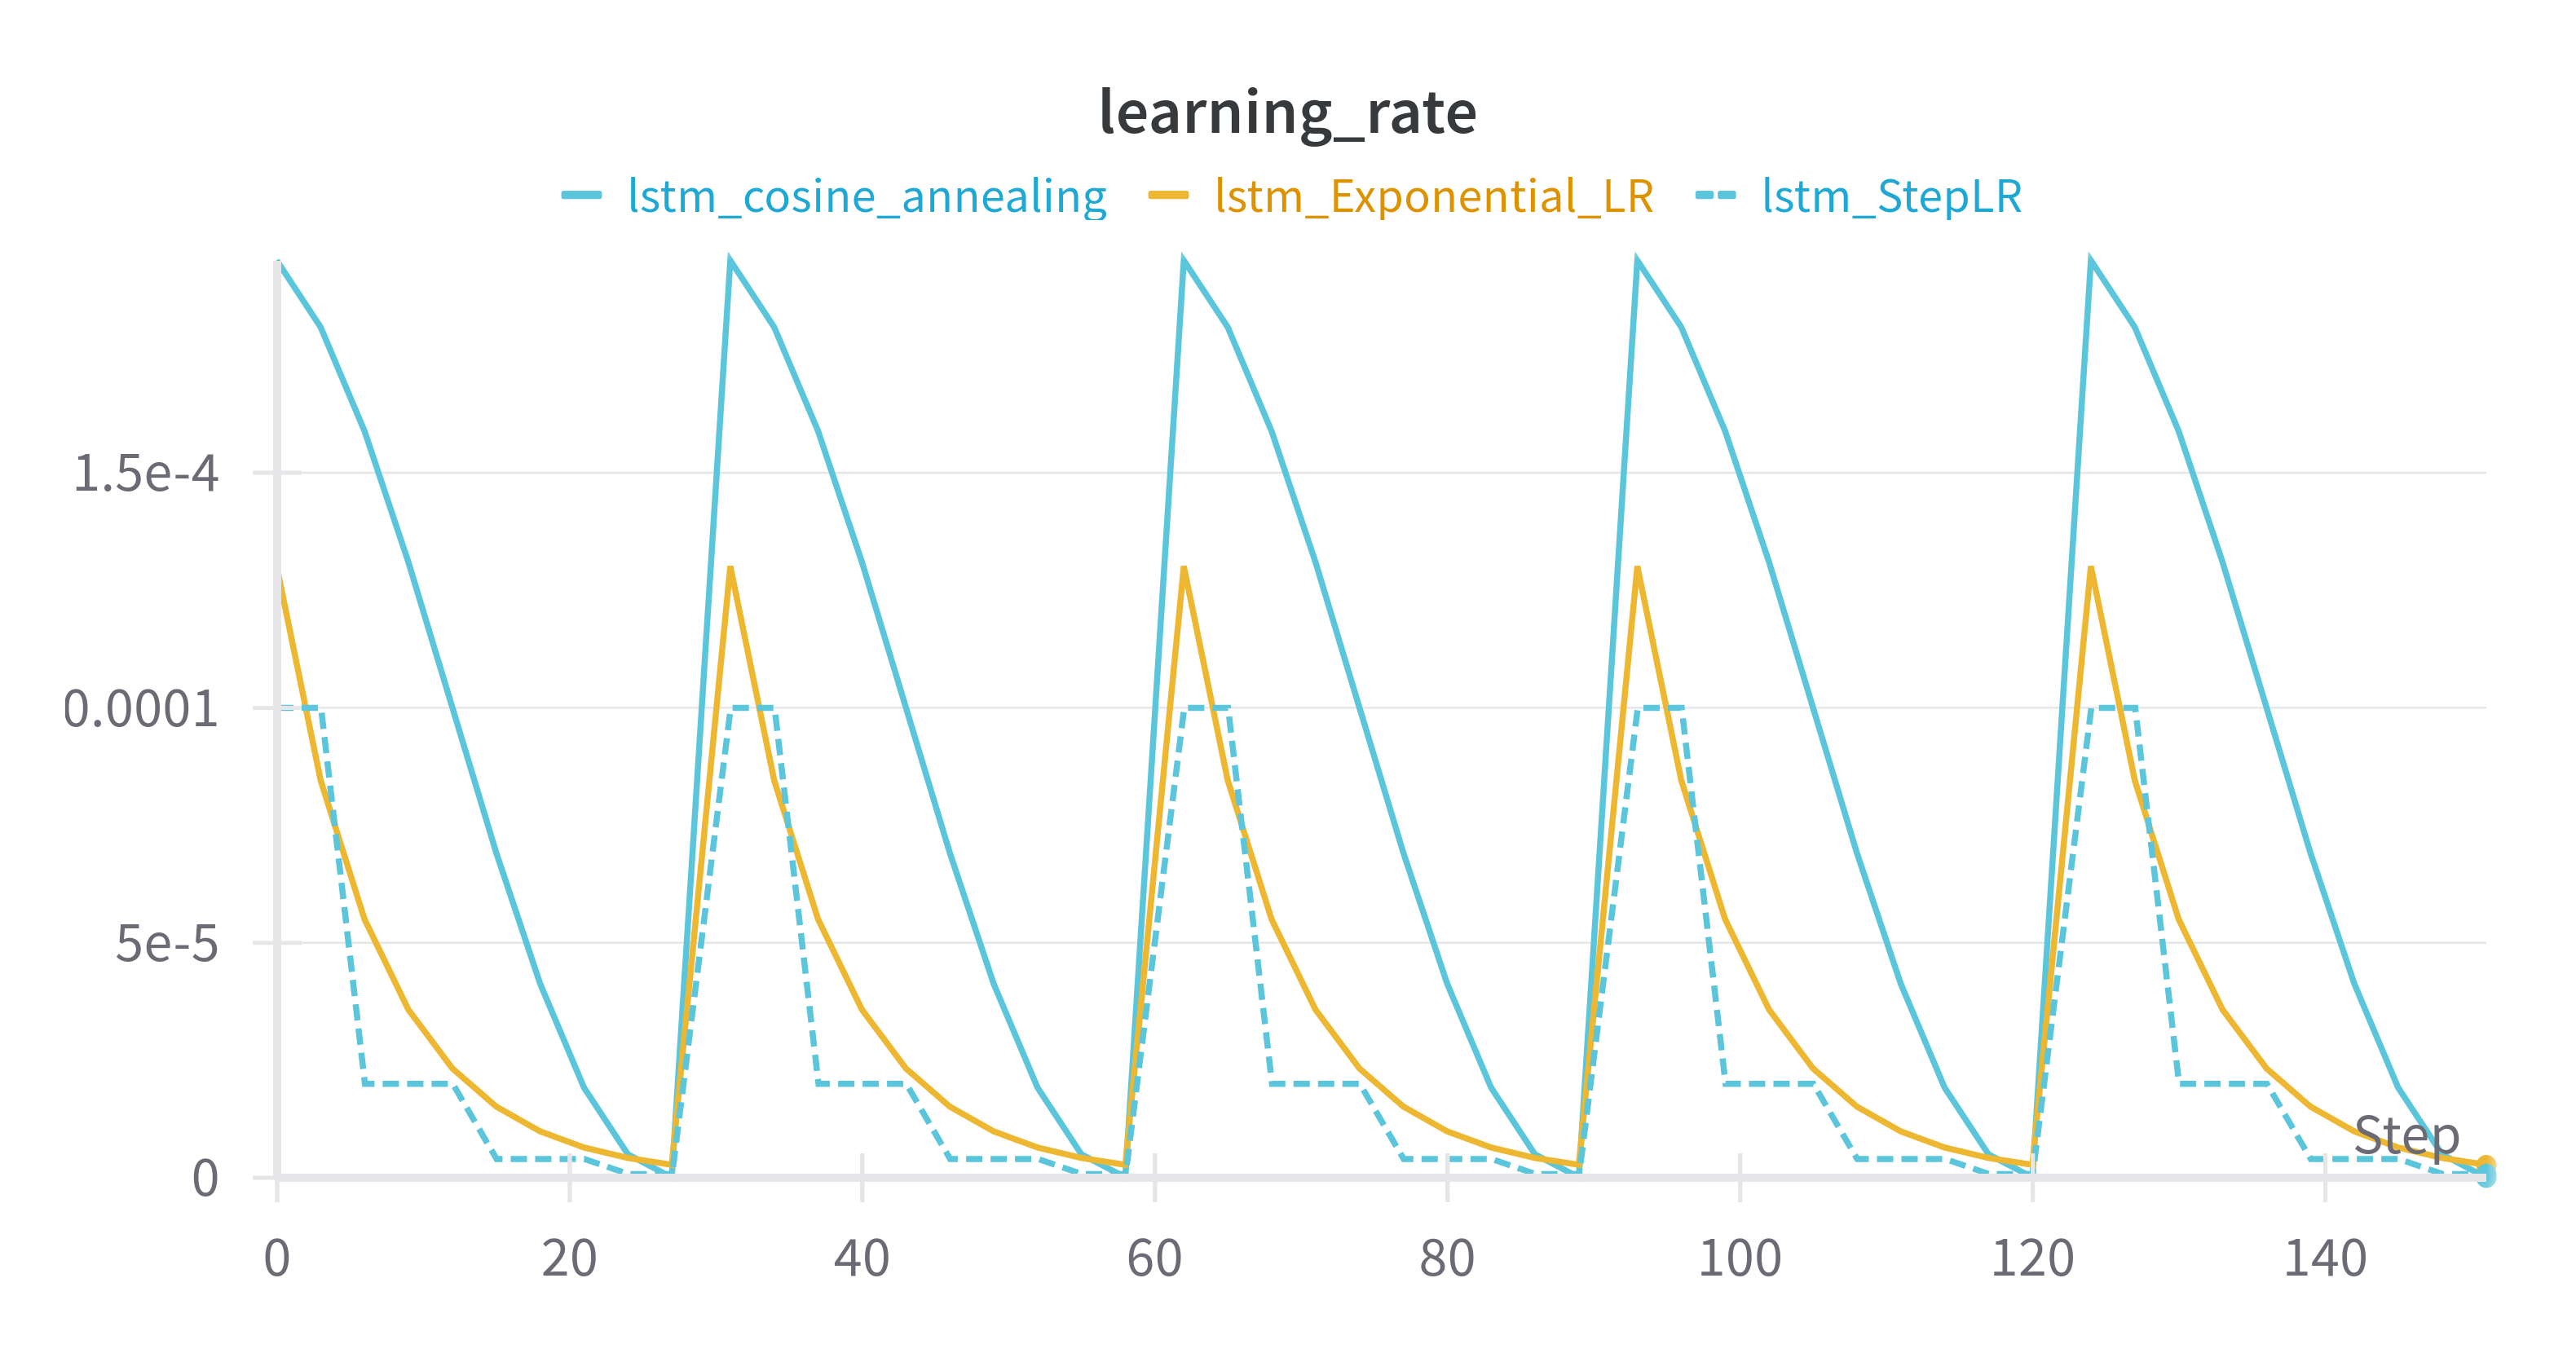 learning_rate
lstm_cosine_annealing lstm_Exponential_LR lstm_StepLR
1.5e-4
0.0001
5e-5
0
Step
0 20 40 60 80 100 120 140